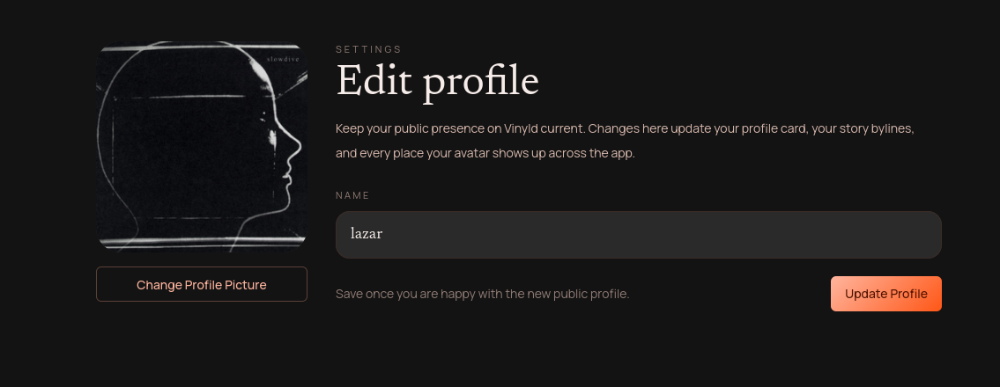 slowdive
SETTINGS
Edit profile
Keep your public presence on Vinyld current. Changes here update your profile card, your story bylines,
and every place your avatar shows up across the app.
NAME
lazar
Change Profile Picture
Save once you are happy with the new public profile.
Update Profile